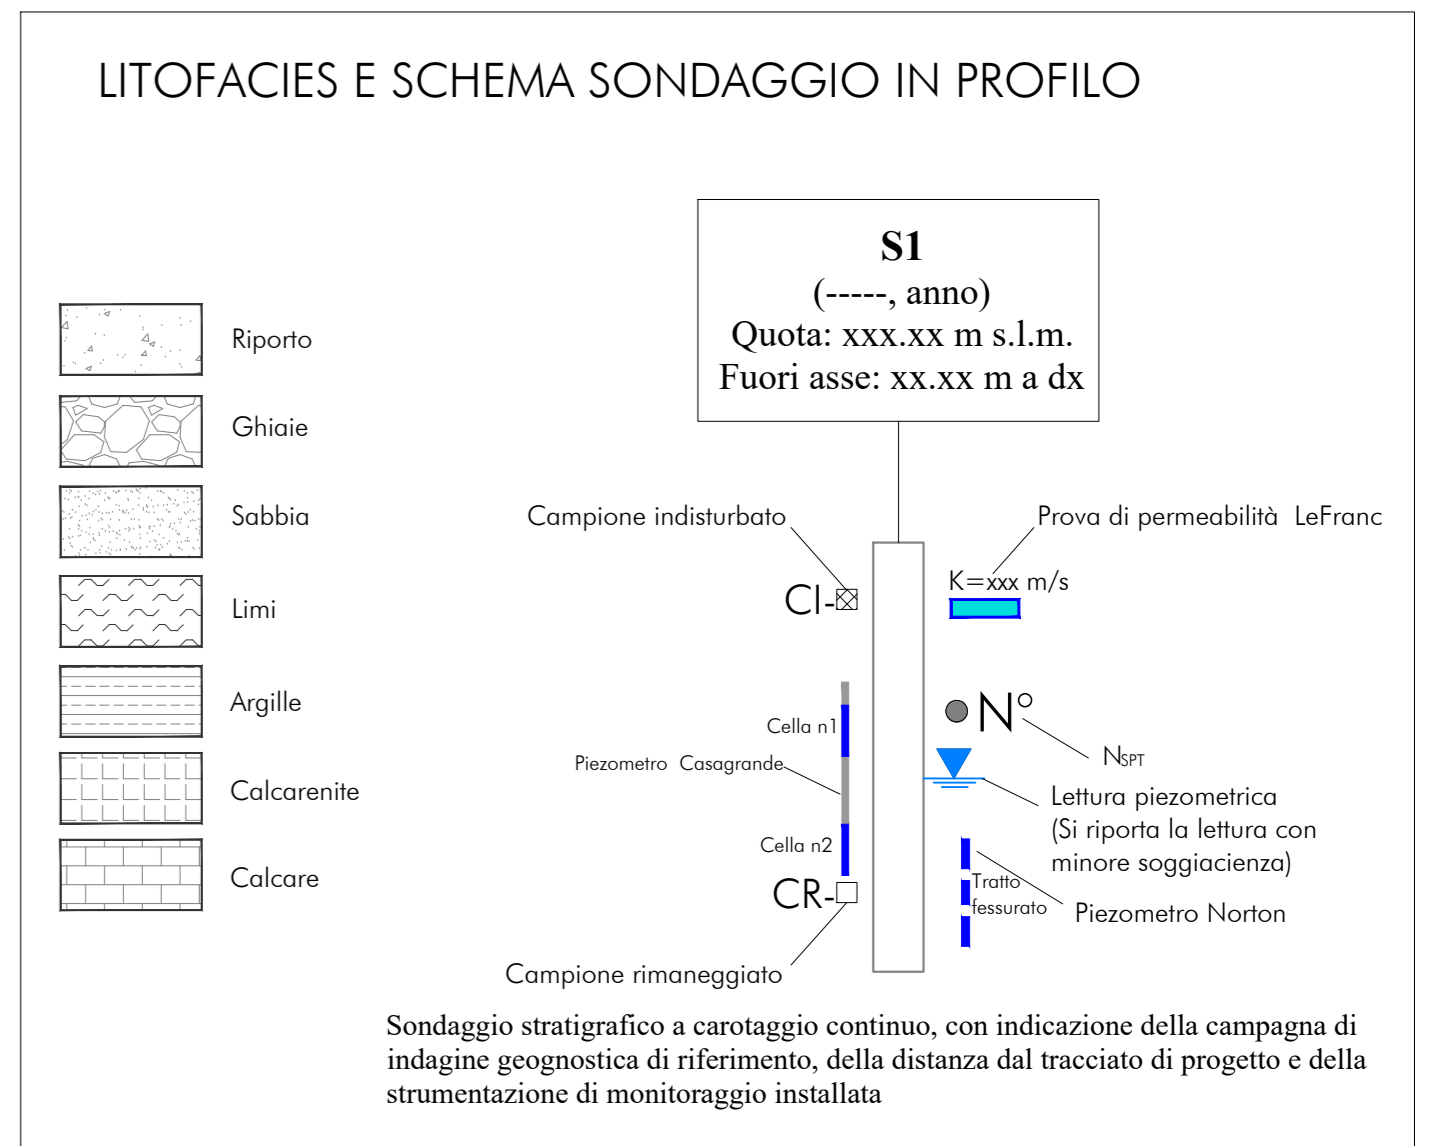 LITOFACIES E SCHEMA SONDAGGIO IN PROFILO
S1
(-----, anno)
Quota: xxx.xx m s.l.m.
Fuori asse: xx.xx m a dx
Riporto
Ghiaie
Sabbia
Limi
Argille
Calcarenite
Calcare
Campione indisturbato
Prova di permeabilità LeFranc
K=xxx m/s
CI-
Cella n1
N°
Piezometro Casagrande
NSPT
Lettura piezometrica
(Si riporta la lettura con
minore soggiacienza)
Cella n2
CR-
Tratto
fessurato
Piezometro Norton
Campione rimaneggiato
Sondaggio stratigrafico a carotaggio continuo, con indicazione della campagna di
indagine geognostica di riferimento, della distanza dal tracciato di progetto e della
strumentazione di monitoraggio installata